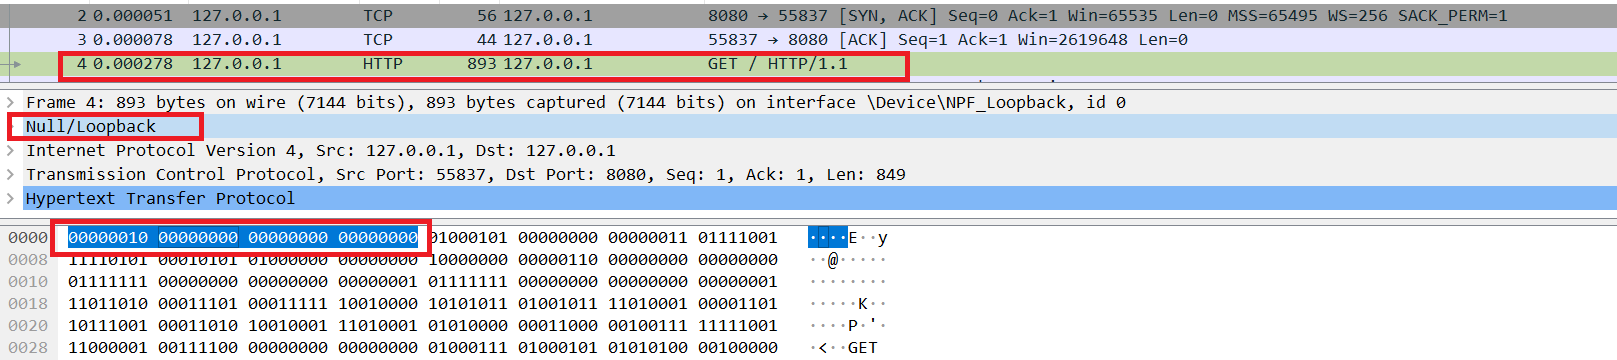 2 0.000051 127.0.0.1 TCP 56 127.0.0.1 8080 → 55837 [SYN, ACK] Seq=0 Ack=1 Win=65535 Len=0 MSS=65495 WS=256 SACK_PERM=1
3 0.000078 127.0.0.1 TCP 44 127.0.0.1 55837 → 8080 [ACK] Seq=1 Ack=1 Win=2619648 Len=0
4 0.000278 127.0.0.1 HTTP 893 127.0.0.1 GET / HTTP/1.1
Frame 4: 893 bytes on wire (7144 bits), 893 bytes captured (7144 bits) on interface \Device\NPF_Loopback, id 0
Null/Loopback
Internet Protocol Version 4, Src: 127.0.0.1, Dst: 127.0.0.1
Transmission Control Protocol, Src Port: 55837, Dst Port: 8080, Seq: 1, Ack: 1, Len: 849
Hypertext Transfer Protocol
0000 00000010 00000000 00000000 00000000 01000101 00000000 00000011 01111001 ····E··y
0008 11110101 00010101 01000000 00000000 10000000 00000110 00000000 00000000 ··@·····
0010 01111111 00000000 00000000 00000001 01111111 00000000 00000000 00000001 ········
0018 11011010 00011101 00011111 10010000 10101011 01001011 11010001 00001101 ·····K··
0020 10111001 00011010 10010001 11010001 01010000 00011000 00100111 11111001 ····P·'·
0028 11000001 00111100 00000000 00000000 01000111 01000101 01010100 00100000 ·<··GET